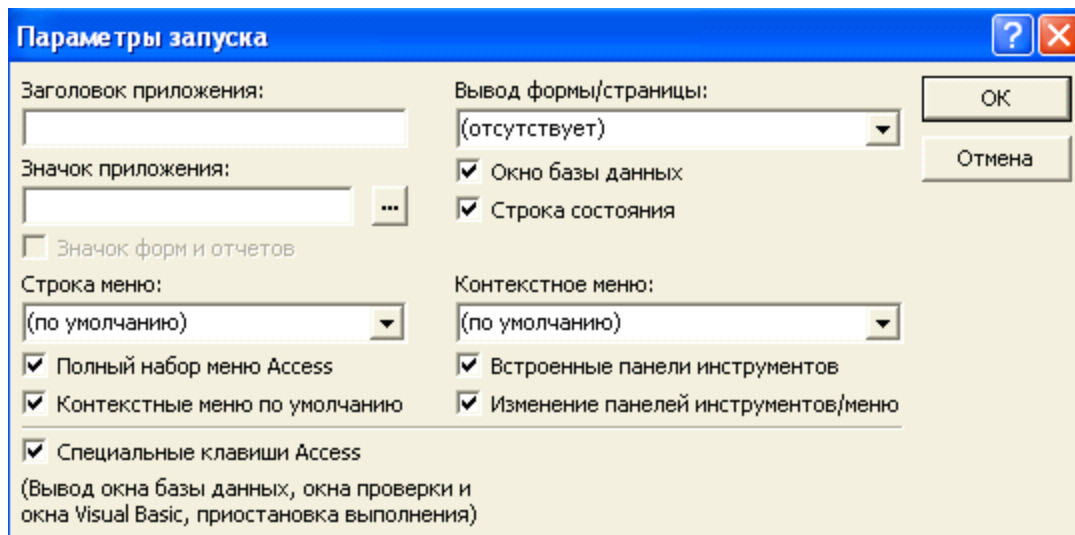 Параметры запуска
Заголовок приложения:
Вывод формы/страницы:
OK
(отсутствует)
Отмена
Значок приложения:
Окно базы данных
...
Строка состояния
Значок форм и отчетов
Строка меню:
Контекстное меню:
(по умолчанию)
(по умолчанию)
Полный набор меню Access
Встроенные панели инструментов
Контекстные меню по умолчанию
Изменение панелей инструментов/меню
Специальные клавиши Access
(Вывод окна базы данных, окна проверки и
окна Visual Basic, приостановка выполнения)